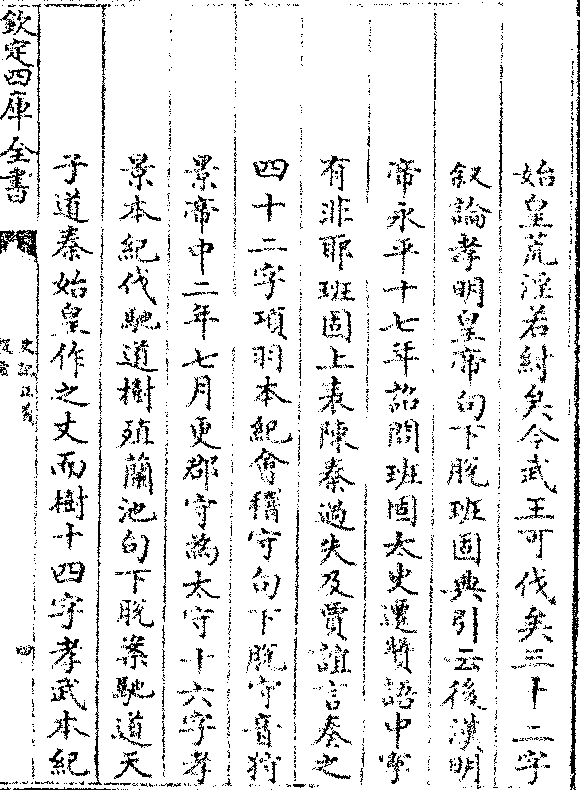 始皇荒淫若紂矣今武王可伐矣三十二字
叙論孝明皇帝句下脫班固典引云後漢明
帝永平十七年詔問班固太史遷贊語中寧
有非耶班固上表陳秦過失及賈誼言奏之
四十二字項羽本紀會稽守句下脫守音狩
景帝中二年七月更郡守為太守十六字孝
景本紀伐馳道樹殖蘭池句下脫案馳道天
子道秦始皇作之丈而樹十四字孝武本紀
欽定四庫全書
史記正義
提要
四